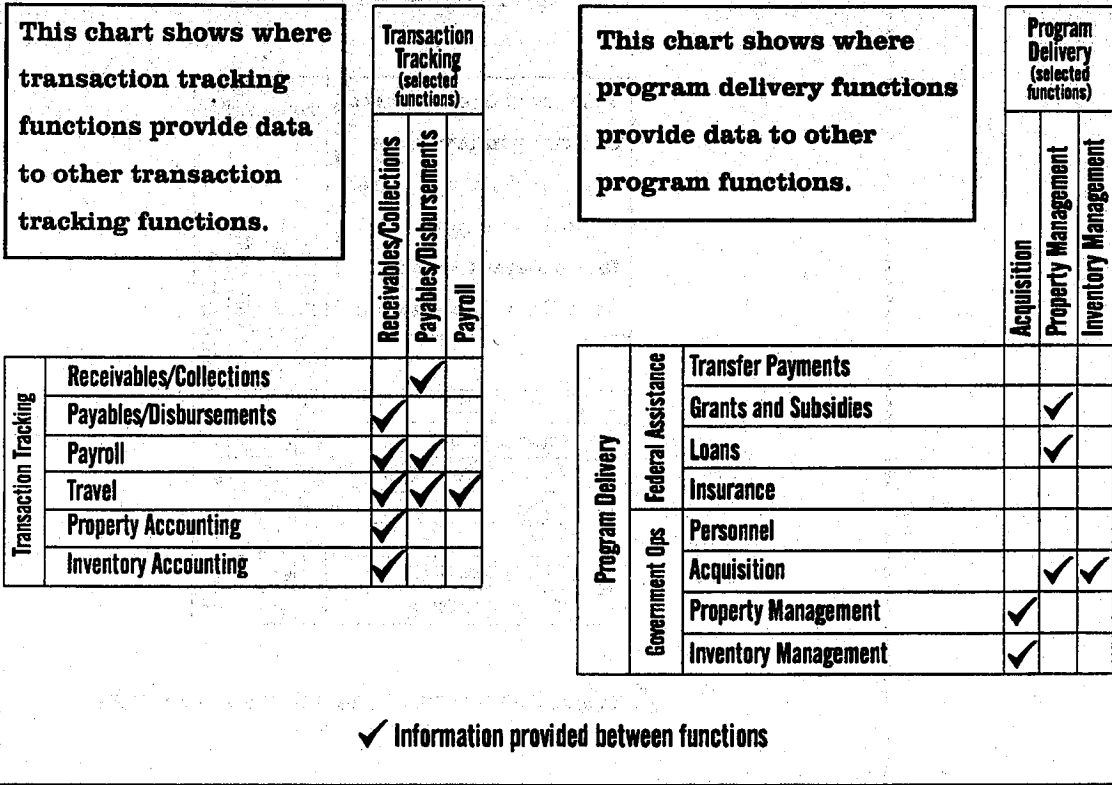 This chart shows where
transaction tracking
functions provide data
to other transaction
tracking functions.
Transaction
Tracking
(selected
functions)
Receivables/Collections
Payables/Disbursements
Payroll
Transaction Tracking
Receivables/Collections
Payables/Disbursements
Payroll
Travel
Property Accounting
Inventory Accounting
This chart shows where
program delivery functions
provide data to other
program functions.
Program
Delivery
(selected
functions)
Acquisition
Property Management
Inventory Management
Program Delivery
Federal Assistance
Transfer Payments
Grants and Subsidies
Loans
Insurance
Government Ops
Personnel
Acquisition
Property Management
Inventory Management
✓ Information provided between functions